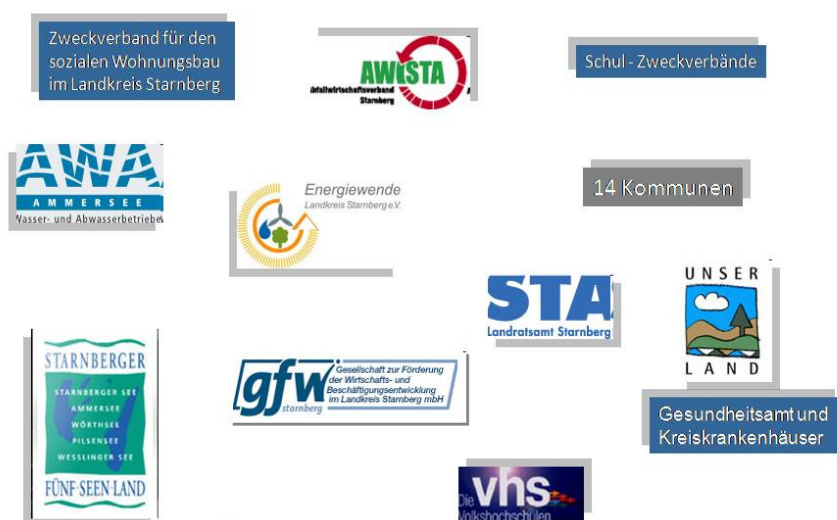 Zweckverband für den
sozialen Wohnungsbau
im Landkreis Starnberg
AWISTA
Abfallwirtschaftsverband
Starnberg
Schul - Zweckverbände
AWA
AMMERSEE
Wasser- und Abwasserbetriebe
Energiewende
Landkreis Starnberg e.V.
14 Kommunen
STA
Landratsamt Starnberg
UNSER
LAND
STARNBERGER
STARNBERGER SEE
AMMERSEE
WÖRTHSEE
PILSENSEE
WESSLINGER SEE
FÜNF-SEEN-LAND
gfw
starnberg
Gesellschaft zur Förderung
der Wirtschafts- und
Beschäftigungsentwicklung
im Landkreis Starnberg mbH
Gesundheitsamt und
Kreiskrankenhäuser
Die vhs
Volkshochschulen